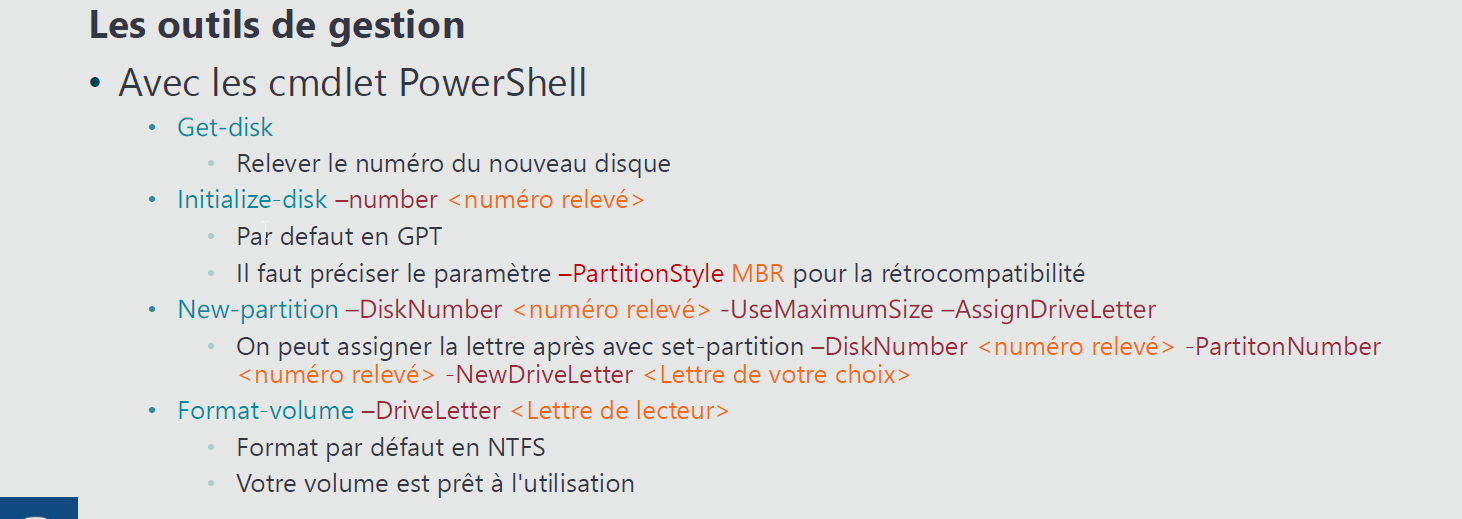 Les outils de gestion
• Avec les cmdlet PowerShell
• Get-disk
• Relever le numéro du nouveau disque
• Initialize-disk –number <numéro relevé>
• Par defaut en GPT
• Il faut préciser le paramètre –PartitionStyle MBR pour la rétrocompatibilité
• New-partition –DiskNumber <numéro relevé> -UseMaximumSize –AssignDriveLetter
• On peut assigner la lettre après avec set-partition –DiskNumber <numéro relevé> -PartitonNumber
<numéro relevé> -NewDriveLetter <Lettre de votre choix>
• Format-volume –DriveLetter <Lettre de lecteur>
• Format par défaut en NTFS
• Votre volume est prêt à l'utilisation